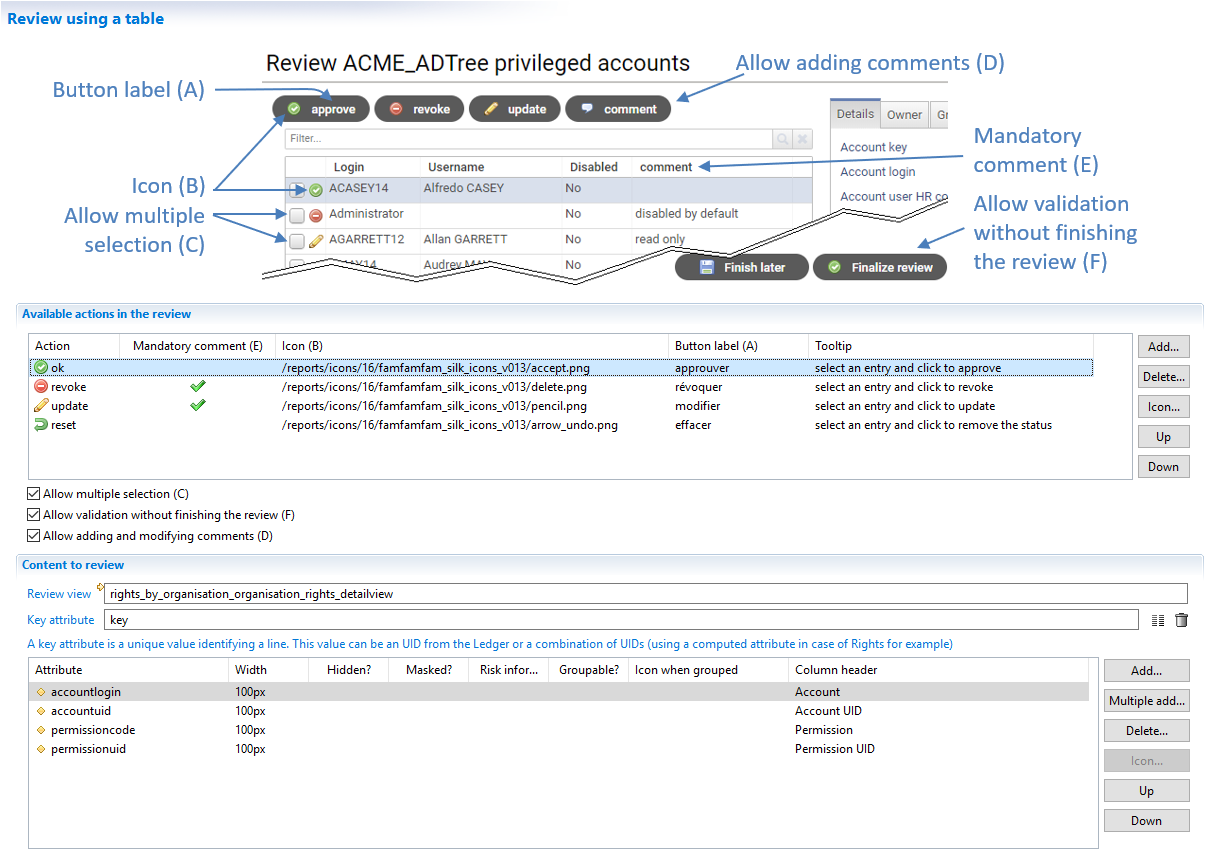 Review using a table
Review ACME_ADTree privileged accounts
Allow adding comments (D)
Button label (A)
approve revoke update comment
Details Owner
Filter...
Mandatory
comment (E)
Account key
Login Username Disabled comment
Account login
Icon (B)
ACASEY14 Alfredo CASEY No
Account user HR co
Allow multiple
selection (C)
Administrator No disabled by default
Allow validation
without finishing
the review (F)
AGARRETT12 Allan GARRETT No read only
Audrey No
Finish later Finalize review
Available actions in the review
Action Mandatory comment (E) Icon (B) Button label (A) Tooltip
ok /reports/icons/16/famfamfam_silk_icons_v013/accept.png approuver select an entry and click to approve
revoke /reports/icons/16/famfamfam_silk_icons_v013/delete.png révoquer select an entry and click to revoke
update /reports/icons/16/famfamfam_silk_icons_v013/pencil.png modifier select an entry and click to update
reset /reports/icons/16/famfamfam_silk_icons_v013/arrow_undo.png effacer select an entry and click to remove the status
Add...
Delete...
Icon...
Up
Down
Allow multiple selection (C)
Allow validation without finishing the review (F)
Allow adding and modifying comments (D)
Content to review
Review view rights_by_organisation_organisation_rights_detailview
Key attribute key
A key attribute is a unique value identifying a line. This value can be an UID from the Ledger or a combination of UIDs (using a computed attribute in case of Rights for example)
Attribute Width Hidden? Masked? Risk infor... Groupable? Icon when grouped Column header
accountlogin 100px Account
accountuid 100px Account UID
permissioncode 100px Permission
permissionuid 100px Permission UID
Add...
Multiple add...
Delete...
Icon...
Up
Down